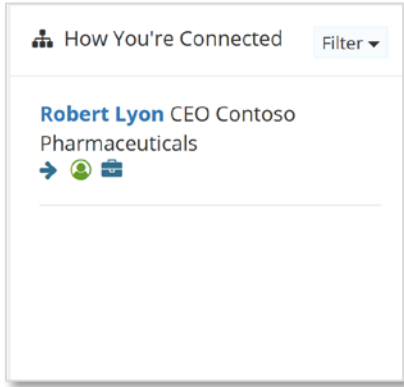 How You're Connected
Filter
Robert Lyon CEO Contoso
Pharmaceuticals